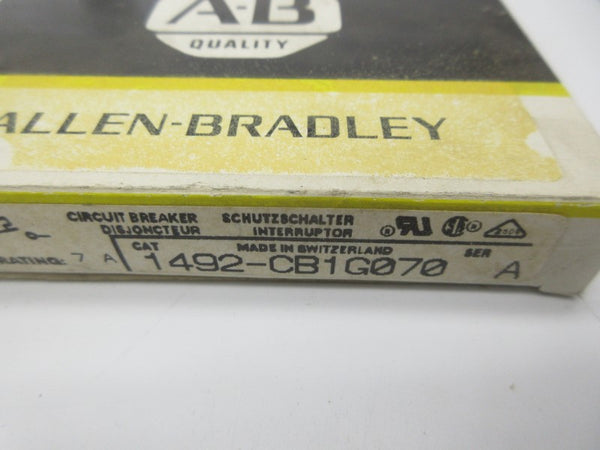 A-B
QUALITY
ALLEN-BRADLEY
CIRCUIT BREAKER SCHUTZSCHALTER
DISJONCTEUR INTERRUPTOR
RATING: 7 A CAT MADE IN SWITZERLAND SER
1492-CB1G070 A